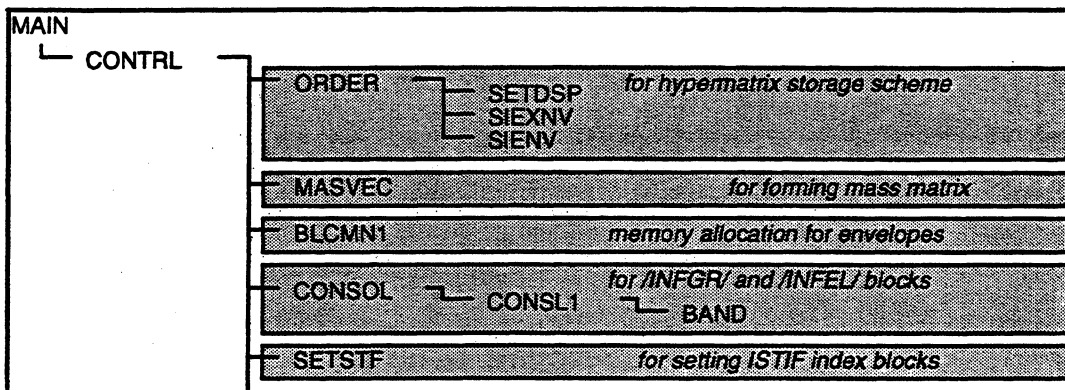 MAIN
CONTRL
ORDER for hypermatrix storage scheme
SETDSP
SIEXNV
SIENV
MASVEC for forming mass matrix
BLCMN1 memory allocation for envelopes
for /INFGR/ and /INFEL/ blocks
CONSOL CONSL1 BAND
SETSTF for setting ISTIF index blocks